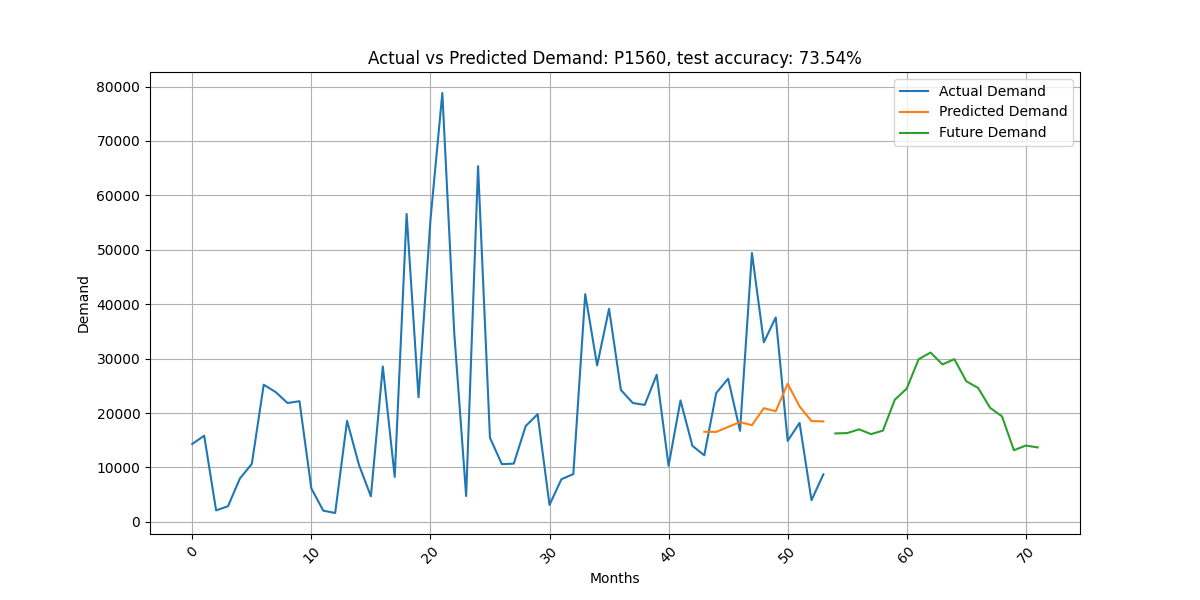 Actual vs Predicted Demand: P1560, test accuracy: 73.54%
Actual Demand
Predicted Demand
Future Demand
80000
70000
60000
50000
40000
30000
20000
10000
0
Demand
0 10 20 30 40 50 60 70
Months